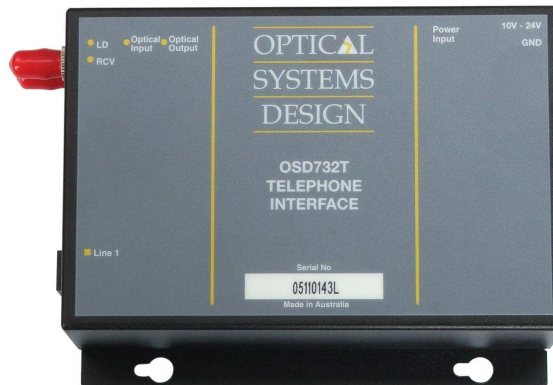 LD
RCV
Optical Input
Optical Output
Line 1
OPTICAL
SYSTEMS
DESIGN
OSD732T
TELEPHONE
INTERFACE
Serial No
05110143L
Made in Australia
Power
Input
10V - 24V
GND